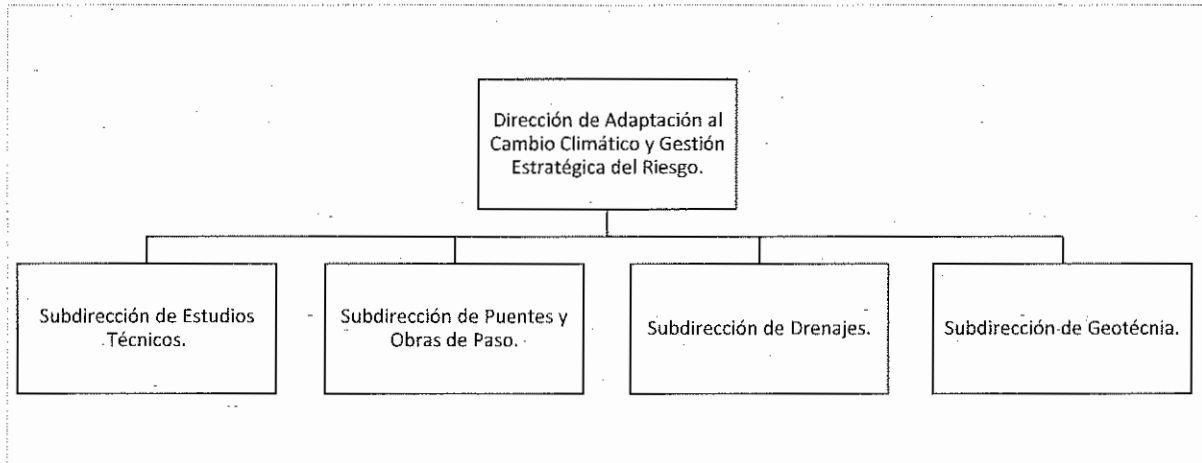 Dirección de Adaptación al
Cambio Climático y Gestión
Estratégica del Riesgo.
Subdirección de Estudios
Técnicos.
Subdirección de Puentes y
Obras de Paso.
Subdirección de Drenajes.
Subdirección de Geotécnia.